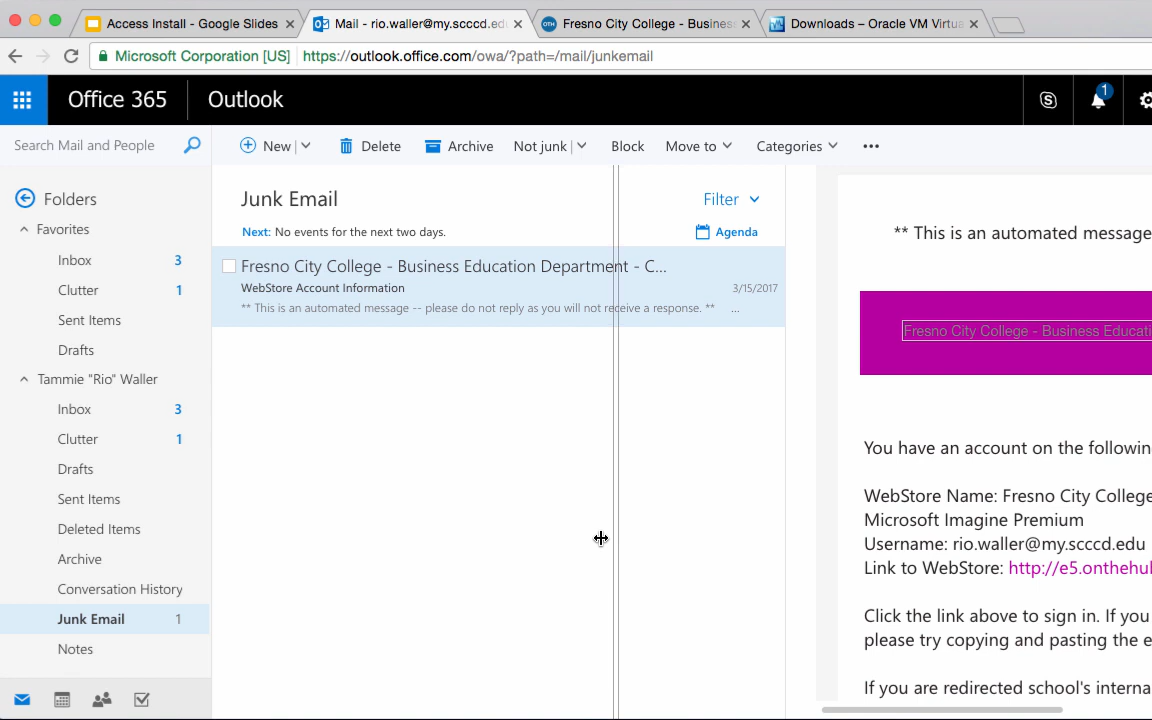 Access Install - Google Slides
Mail - rio.waller@my.scccd.ed
Fresno City College - Busines
Downloads – Oracle VM Virtua
Microsoft Corporation [US] https://outlook.office.com/owa/?path=/mail/junkemail
Office 365 Outlook 1
Search Mail and People
New Delete Archive Not junk Block Move to Categories ...
Folders
Favorites
Inbox 3
Clutter 1
Sent Items
Drafts
Tammie "Rio" Waller
Inbox 3
Clutter 1
Drafts
Sent Items
Deleted Items
Archive
Conversation History
Junk Email 1
Notes
Junk Email Filter
Next: No events for the next two days. Agenda
Fresno City College - Business Education Department - C...
WebStore Account Information 3/15/2017
** This is an automated message -- please do not reply as you will not receive a response. ** ...
** This is an automated message
Fresno City College - Business Educati
You have an account on the followin
WebStore Name: Fresno City College
Microsoft Imagine Premium
Username: rio.waller@my.scccd.edu
Link to WebStore: http://e5.onthehu
Click the link above to sign in. If you
please try copying and pasting the e
If you are redirected school's interna